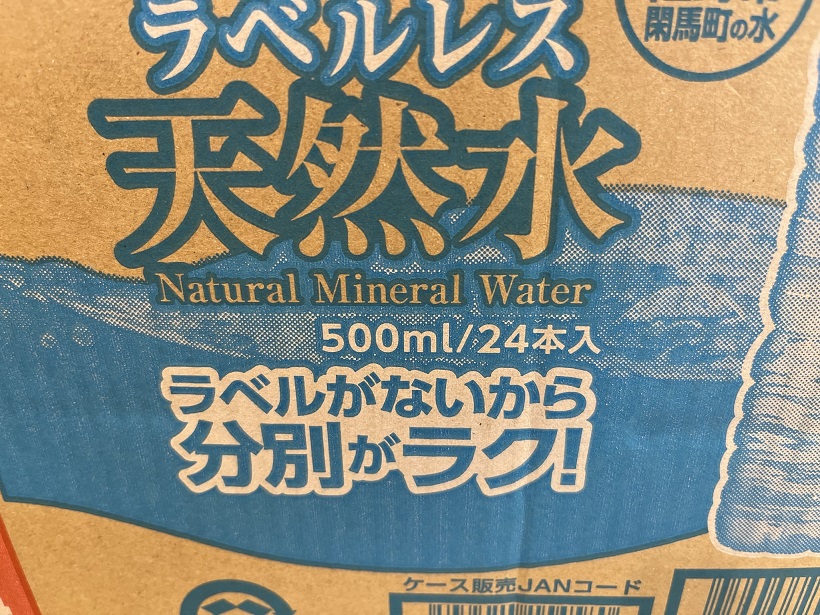 ラベルレス
閑馬町の水
天然水
Natural Mineral Water
500ml/24本入
ラベルがないから
分別がラク!
ケース販売JANコード